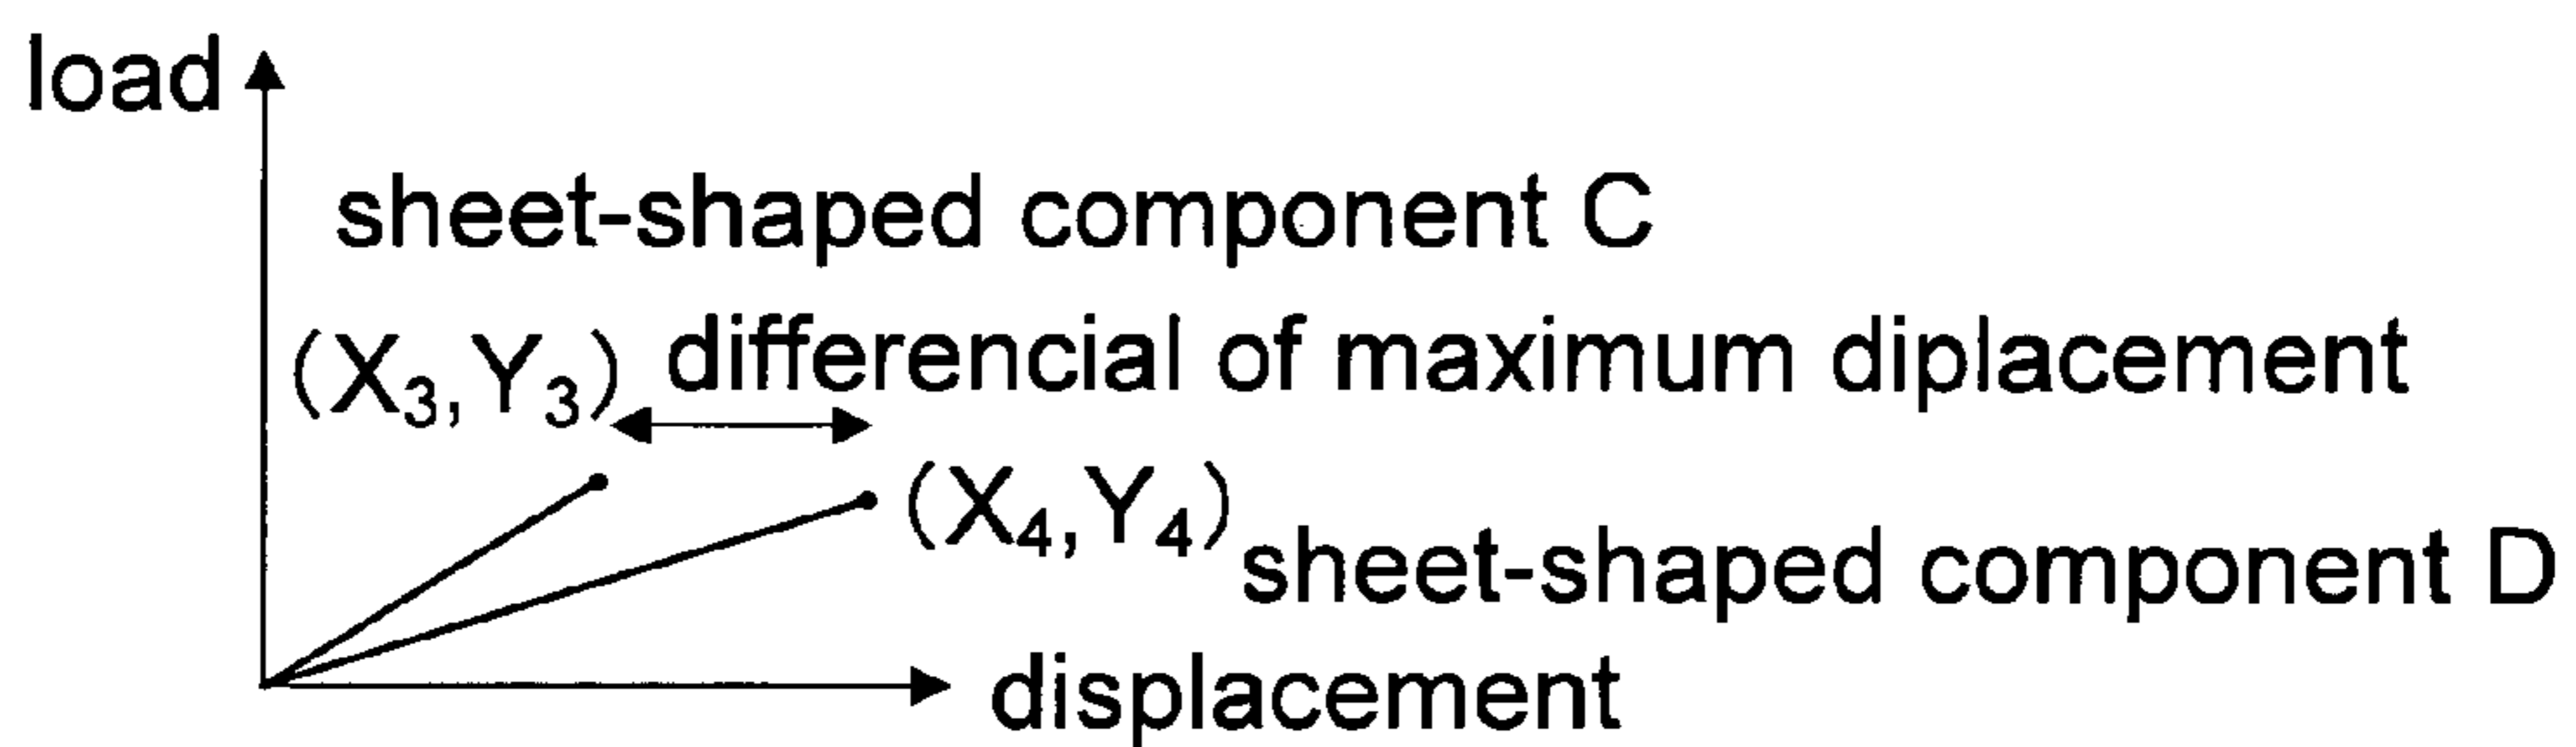 load
sheet-shaped component C
(X₃,Y₃) differencial of maximum diplacement
(X₄,Y₄)
sheet-shaped component D
displacement